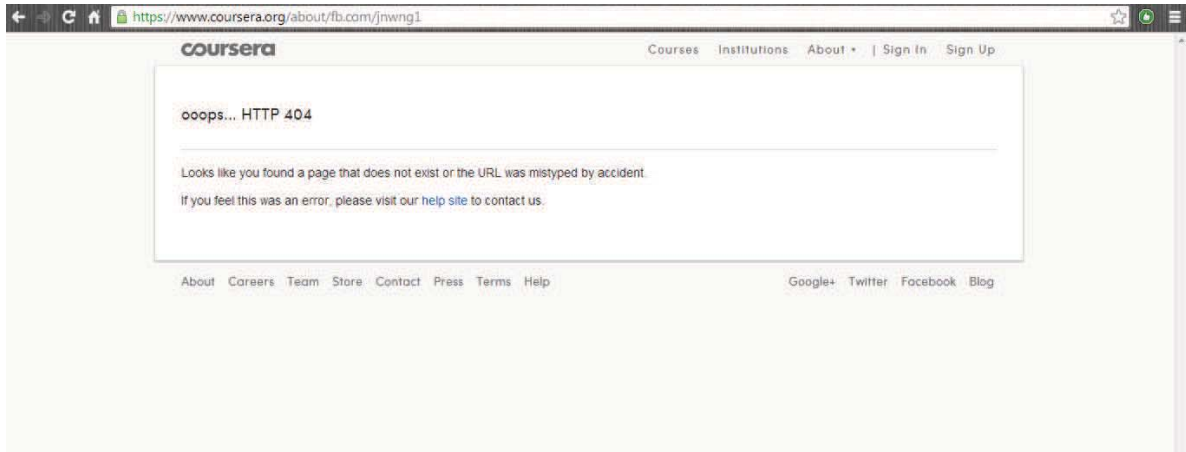 https://www.coursera.org/about/fb.com/jnwng1
coursera
Courses Institutions About | Sign In Sign Up
ooops... HTTP 404
Looks like you found a page that does not exist or the URL was mistyped by accident.
If you feel this was an error, please visit our help site to contact us.
About Careers Team Store Contact Press Terms Help
Google+ Twitter Facebook Blog